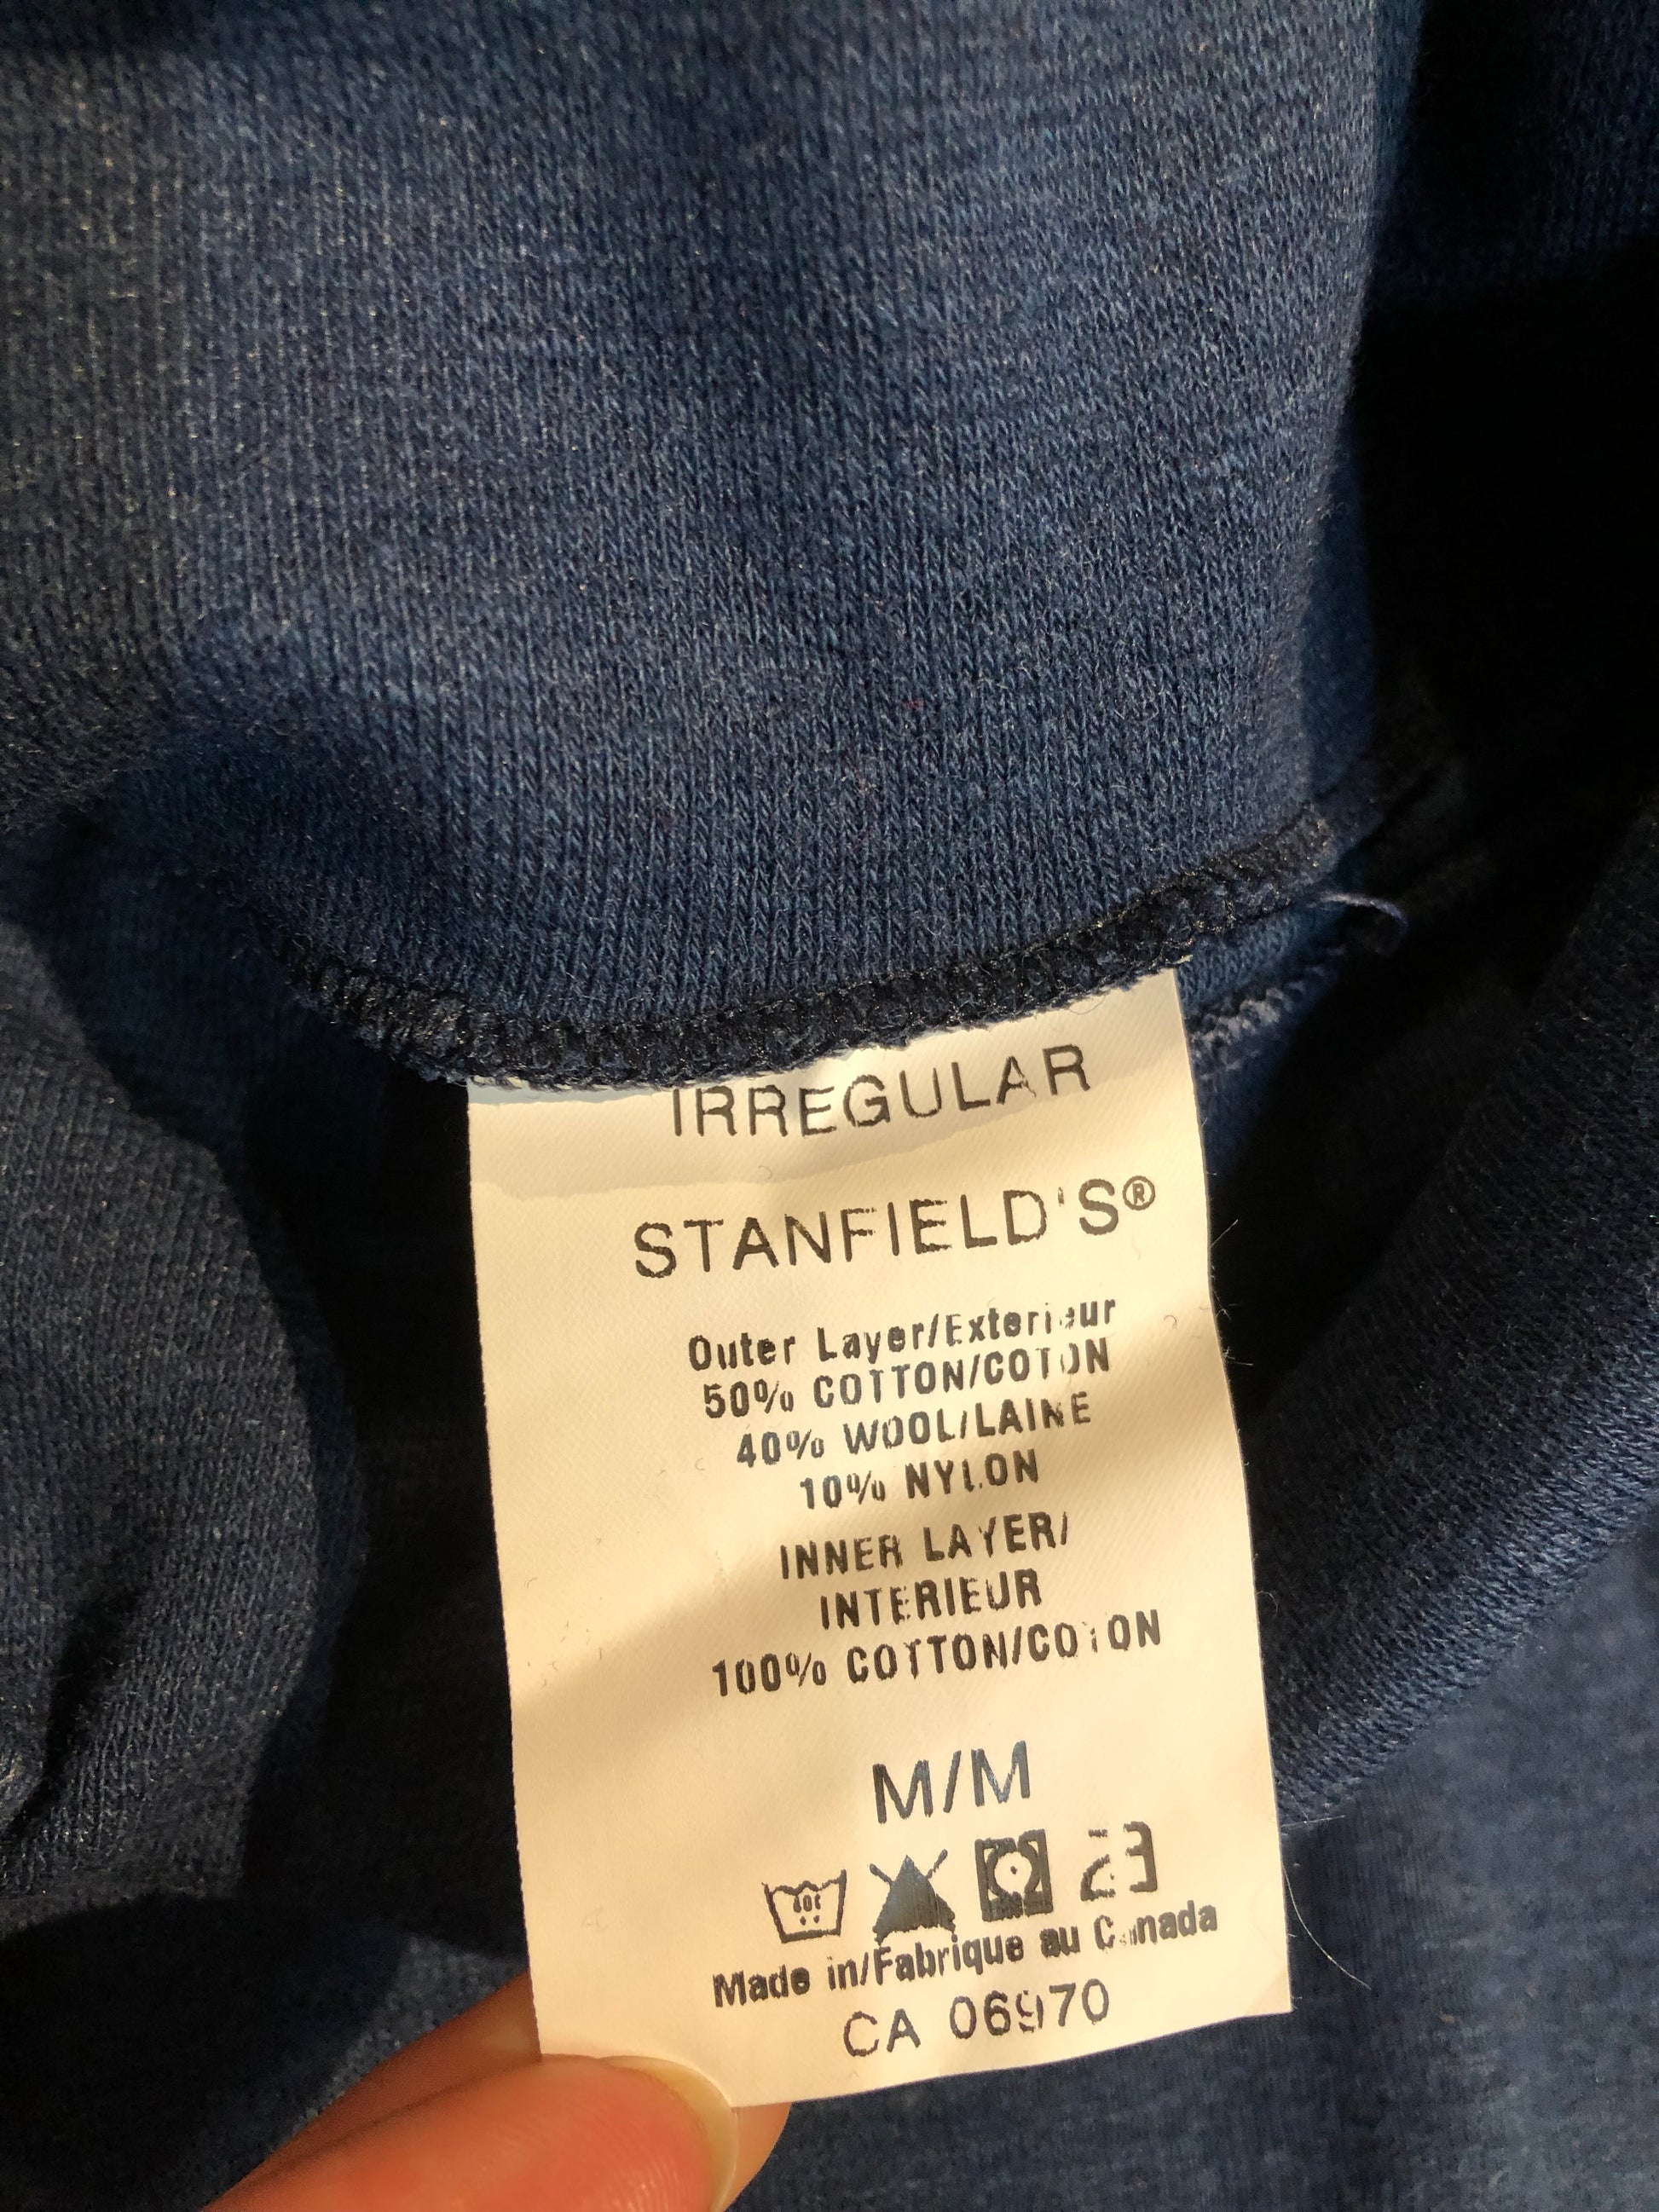 IRREGULAR
STANFIELD'S®
Outer Layer/Exterieur
50% COTTON/COTON
40% WOOL/LAINE
10% NYLON
INNER LAYER/
INTERIEUR
100% COTTON/COTON
M/M
40C
Made in/Fabrique au Canada
CA 06970